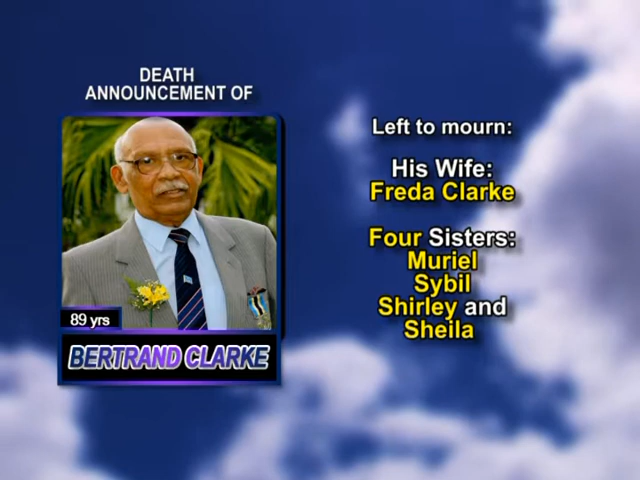 DEATH
ANNOUNCEMENT OF
89 yrs
BERTRAND CLARKE
Left to mourn:
His Wife:
Freda Clarke
Four Sisters:
Muriel
Sybil
Shirley and
Sheila